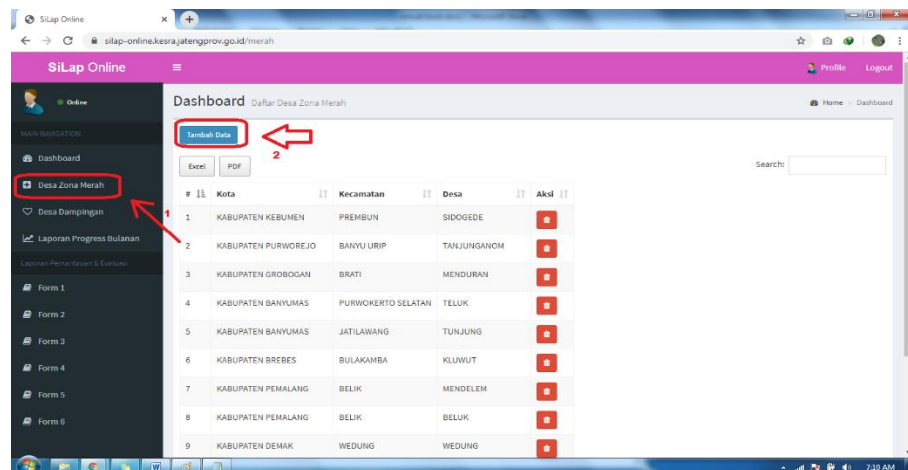 SiLap Online
silap-online.kesra.jatengprov.go.id/merah
SiLap Online
Profile Logout
Online
Dashboard Daftar Desa Zona Merah
Home Dashboard
MAIN NAVIGATION
Tambah Data
2
Dashboard
Excel PDF
Search:
Desa Zona Merah
# Kota Kecamatan Desa Aksi
Desa Dampingan
1
Laporan Progress Bulanan
Laporan Pemantauan & Evaluasi
Form 1
Form 2
Form 3
Form 4
Form 5
Form 6
1 KABUPATEN KEBUMEN PREMBUN SIDOGEDE
2 KABUPATEN PURWOREJO BANYU URIP TANJUNGANOM
3 KABUPATEN GROBOGAN BRATI MENDURAN
4 KABUPATEN BANYUMAS PURWOKERTO SELATAN TELUK
5 KABUPATEN BANYUMAS JATILAWANG TUNJUNG
6 KABUPATEN BREBES BULAKAMBA KLUWUT
7 KABUPATEN PEMALANG BELIK MENDELEM
8 KABUPATEN PEMALANG BELIK BELUK
9 KABUPATEN DEMAK WEDUNG WEDUNG
7:10 AM